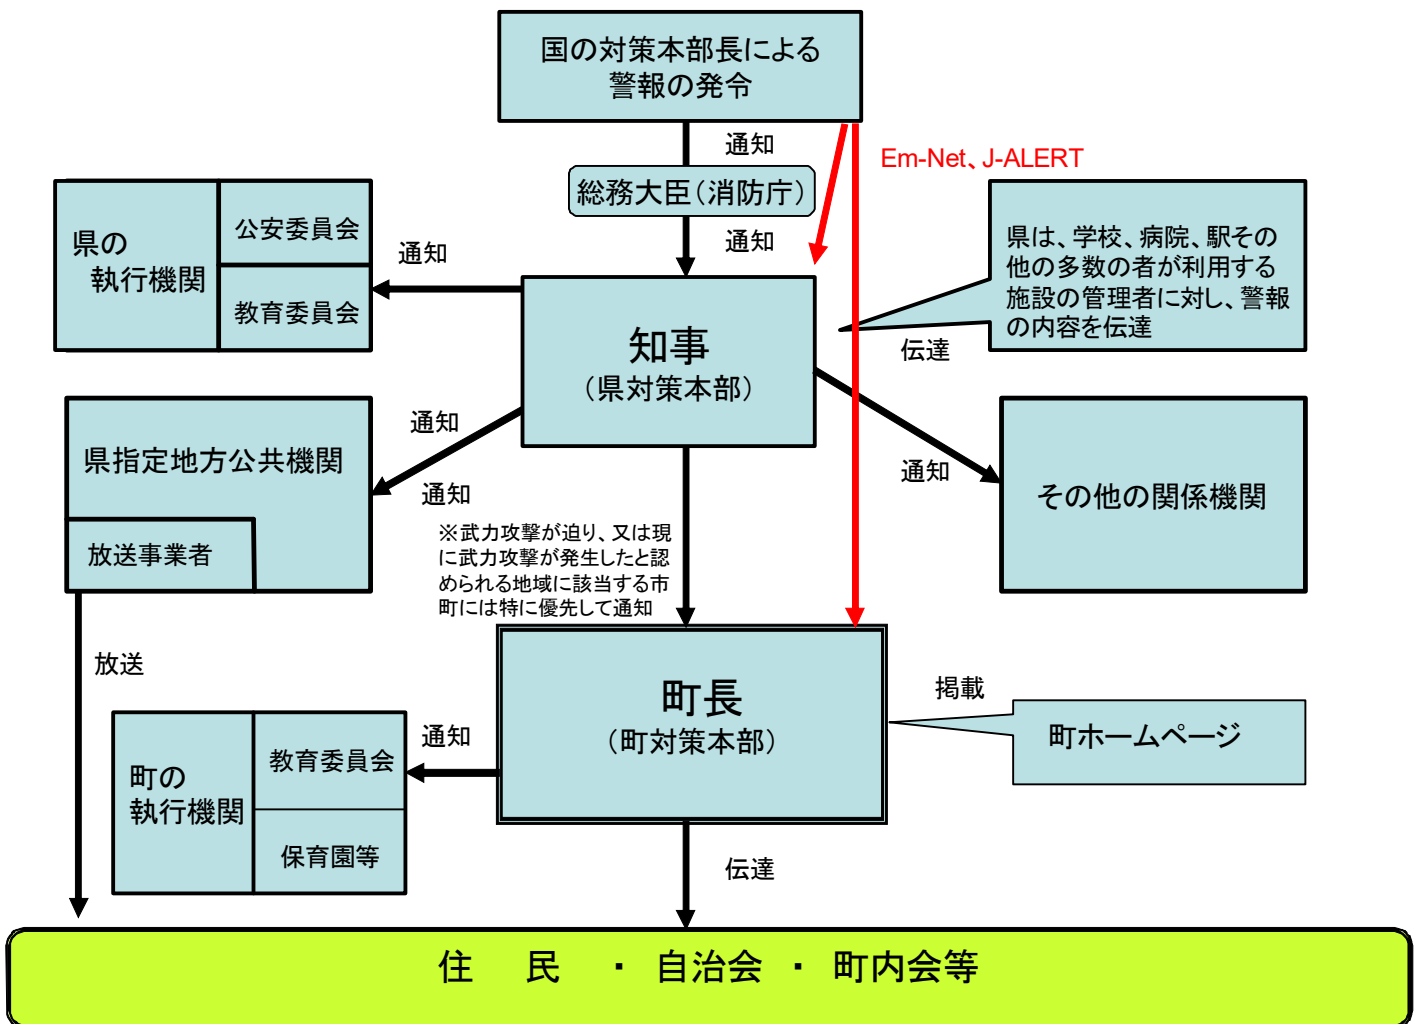 国の対策本部長による
警報の発令
通知
Em-Net、J-ALERT
総務大臣(消防庁)
通知
県の
執行機関
公安委員会
教育委員会
通知
県は、学校、病院、駅その
他の多数の者が利用する
施設の管理者に対し、警報
の内容を伝達
伝達
知事
(県対策本部)
通知
県指定地方公共機関
放送事業者
通知
通知
その他の関係機関
※武力攻撃が迫り、又は現
に武力攻撃が発生したと認
められる地域に該当する市
町には特に優先して通知
放送
町長
(町対策本部)
掲載
町ホームページ
通知
町の
執行機関
教育委員会
保育園等
伝達
住 民 ・ 自治会 ・ 町内会等